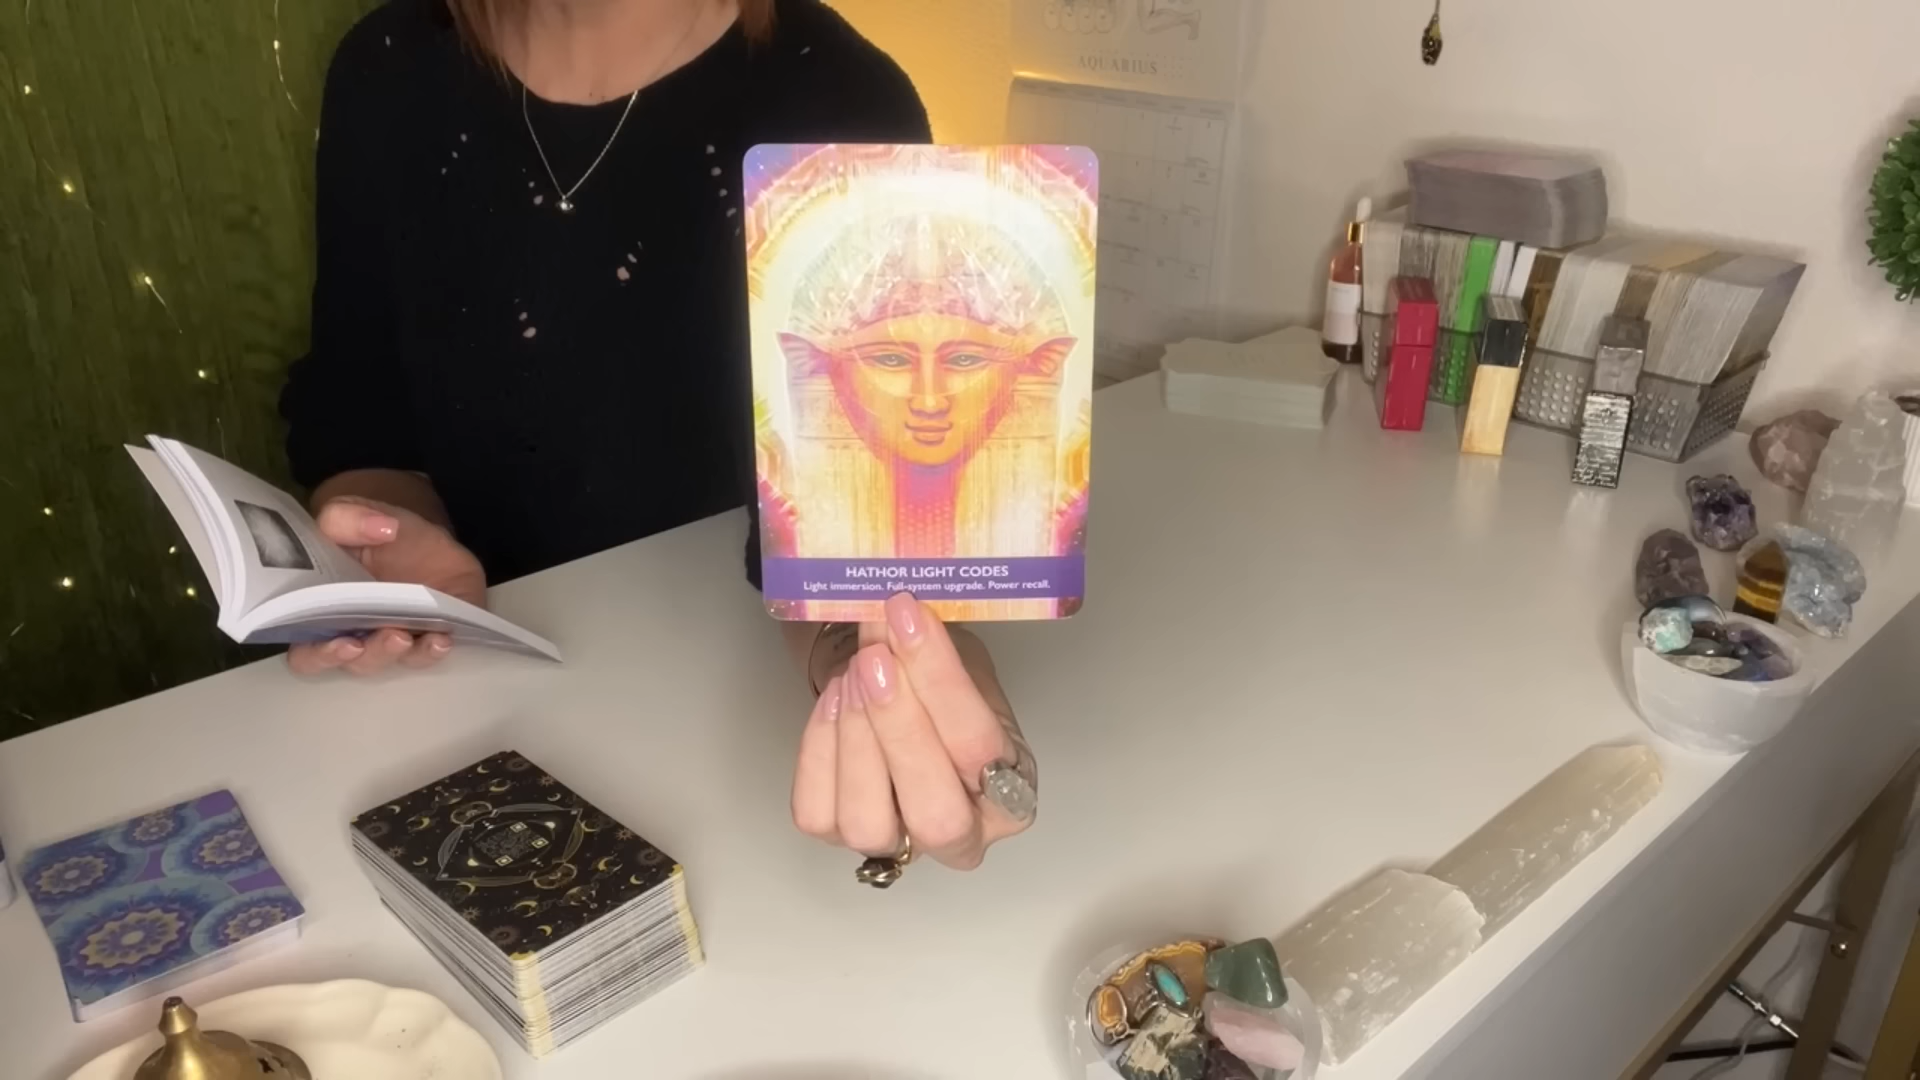 AQUARIUS
HATHOR LIGHT CODES
Light immersion. Full-system upgrade. Power recall.